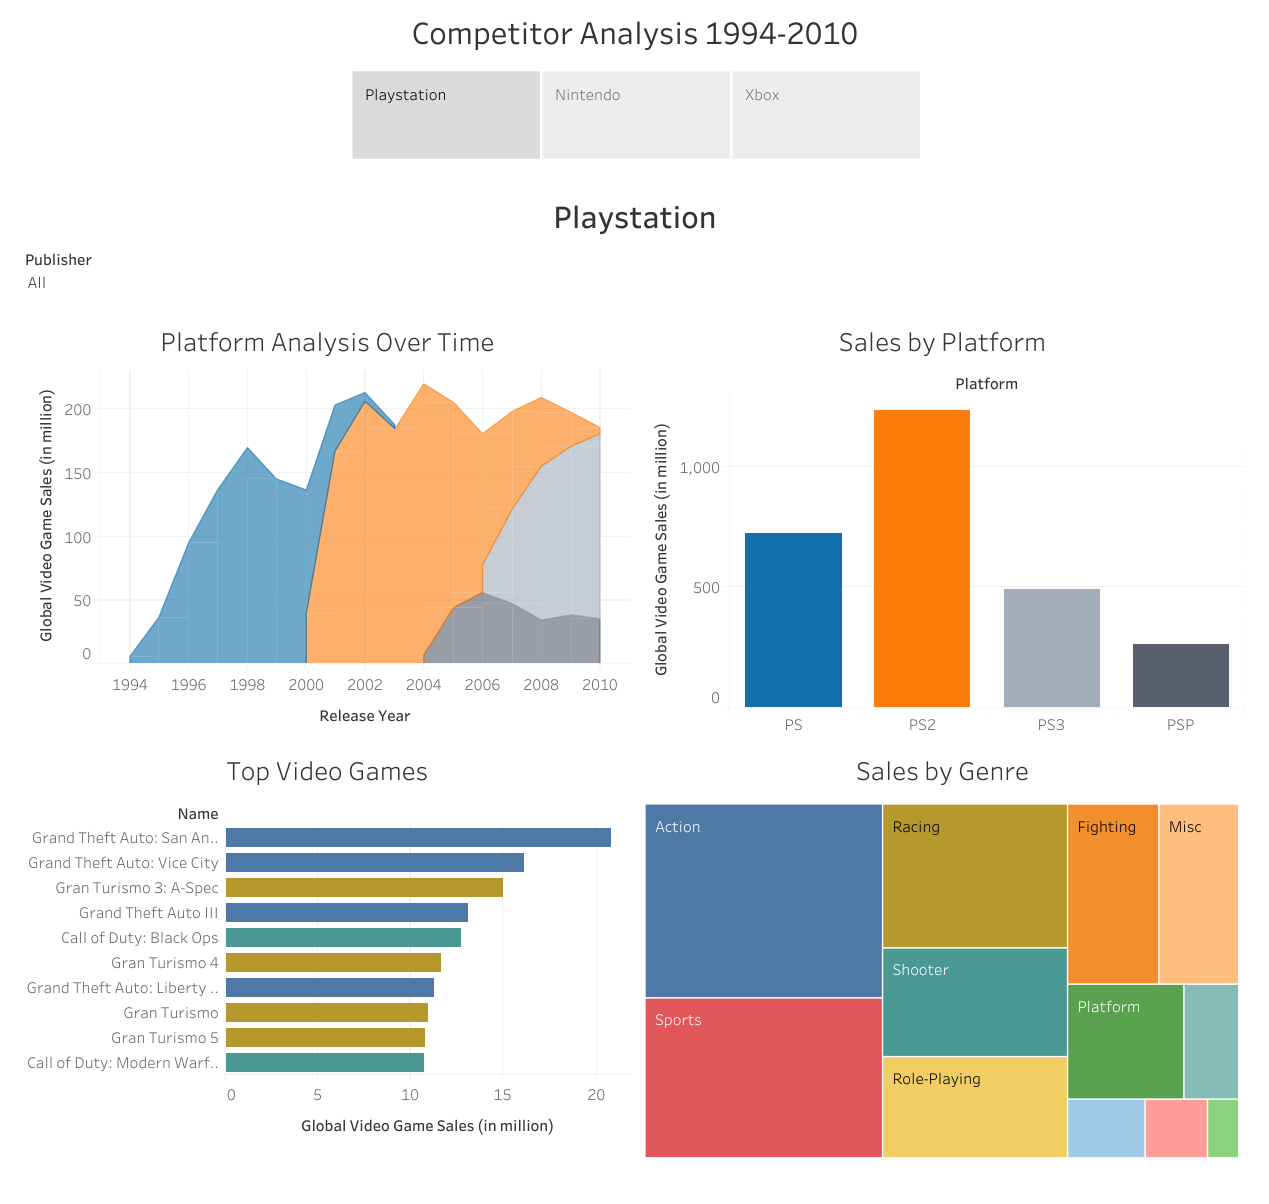 Competitor Analysis 1994-2010
Playstation
Nintendo
Xbox
Playstation
Publisher
All
Platform Analysis Over Time
Global Video Game Sales (in million)
200
150
100
50
0
1994 1996 1998 2000 2002 2004 2006 2008 2010
Release Year
Sales by Platform
Platform
Global Video Game Sales (in million)
1,000
500
0
PS PS2 PS3 PSP
Top Video Games
Name
Grand Theft Auto: San An..
Grand Theft Auto: Vice City
Gran Turismo 3: A-Spec
Grand Theft Auto III
Call of Duty: Black Ops
Gran Turismo 4
Grand Theft Auto: Liberty ..
Gran Turismo
Gran Turismo 5
Call of Duty: Modern Warf..
0 5 10 15 20
Global Video Game Sales (in million)
Sales by Genre
Action
Racing
Fighting
Misc
Shooter
Platform
Sports
Role-Playing